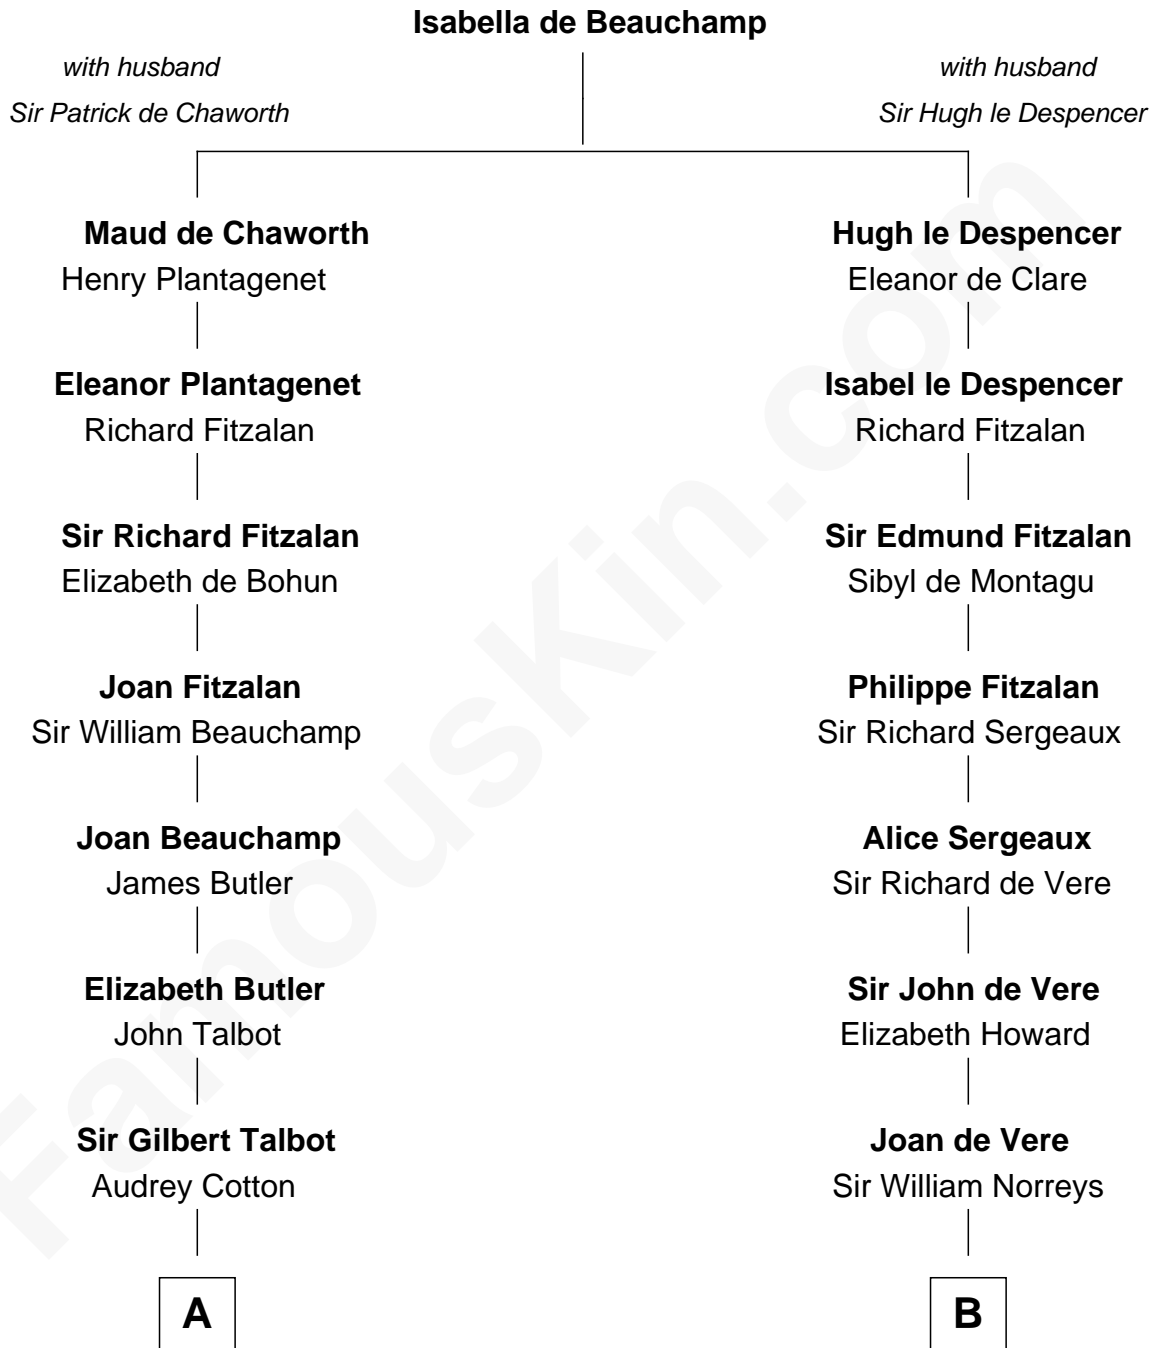 Isabella de Beauchamp
with husband
Sir Patrick de Chaworth
with husband
Sir Hugh le Despencer
Maud de Chaworth
Henry Plantagenet
Hugh le Despencer
Eleanor de Clare
Eleanor Plantagenet
Richard Fitzalan
Isabel le Despencer
Richard Fitzalan
Sir Richard Fitzalan
Elizabeth de Bohun
Sir Edmund Fitzalan
Sibyl de Montagu
Joan Fitzalan
Sir William Beauchamp
Philippe Fitzalan
Sir Richard Sergeaux
Joan Beauchamp
James Butler
Alice Sergeaux
Sir Richard de Vere
Elizabeth Butler
John Talbot
Sir John de Vere
Elizabeth Howard
Sir Gilbert Talbot
Audrey Cotton
Joan de Vere
Sir William Norreys
A
B
FamousKin.com